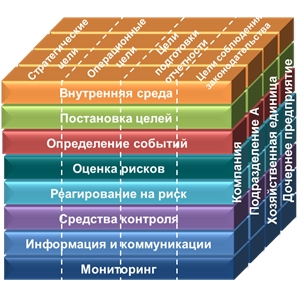 Стратегические
цели
Операционные
цели
Цели
подготовки
отчетности
Цели соблюдения
законодательства
Внутренняя среда
Постановка целей
Определение событий
Оценка рисков
Реагирование на риск
Средства контроля
Информация и коммуникации
Мониторинг
Компания
Подразделение А
Хозяйственная единица
Дочернее предприятие